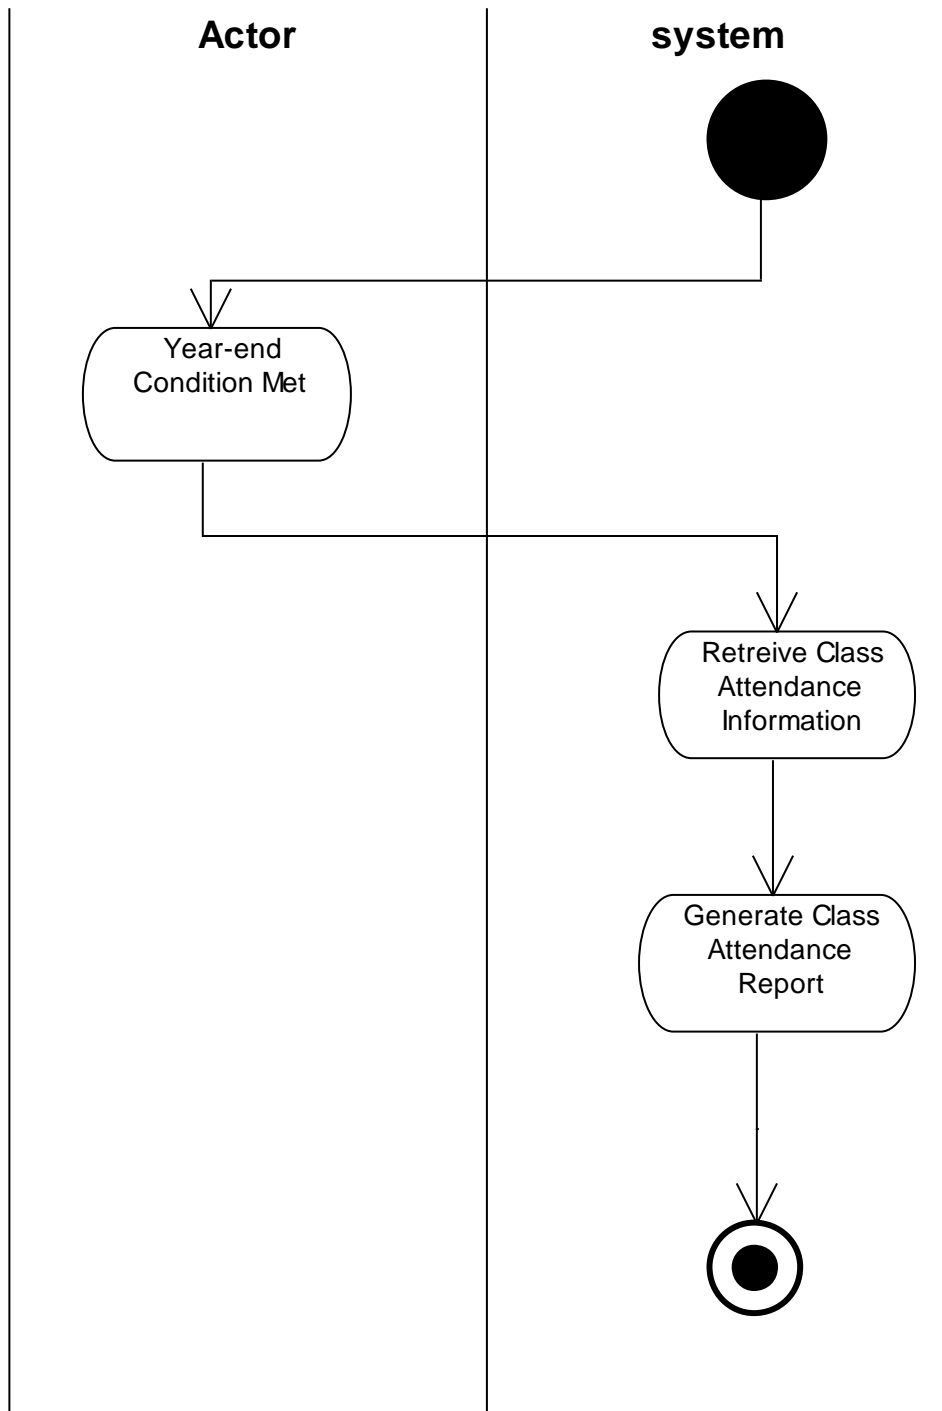 Actor
system
Year-end
Condition Met
Retreive Class
Attendance
Information
Generate Class
Attendance
Report